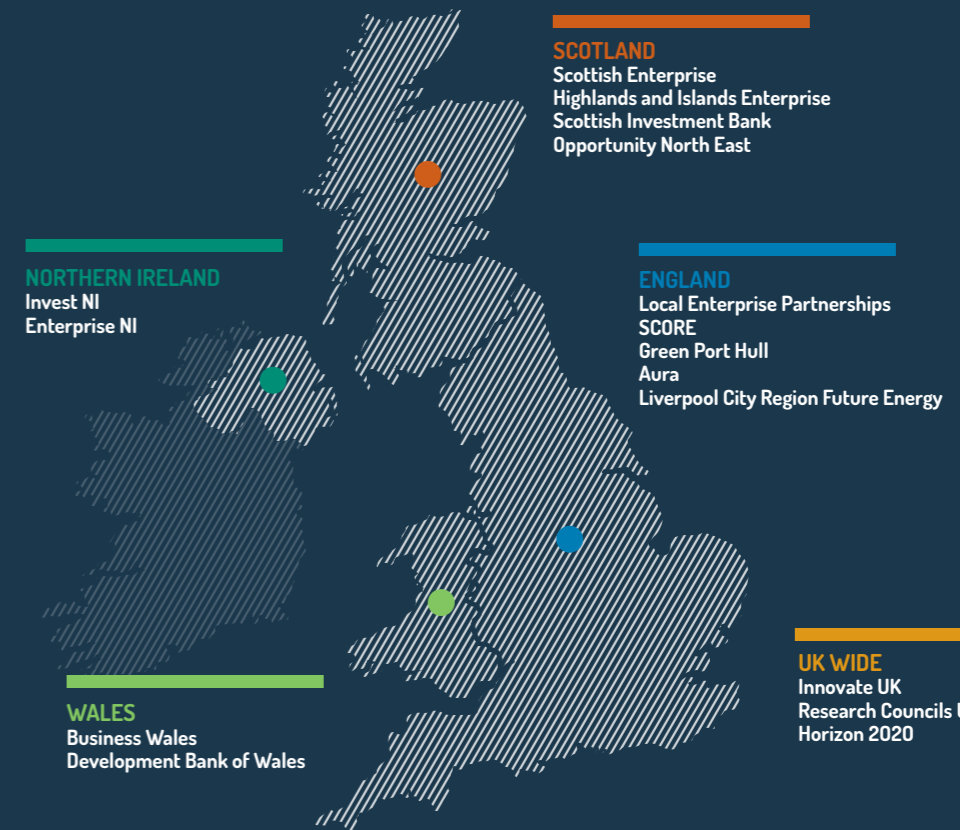 SCOTLAND
Scottish Enterprise
Highlands and Islands Enterprise
Scottish Investment Bank
Opportunity North East
NORTHERN IRELAND
Invest NI
Enterprise NI
ENGLAND
Local Enterprise Partnerships
SCORE
Green Port Hull
Aura
Liverpool City Region Future Energy
UK WIDE
Innovate UK
Research Councils
Horizon 2020
WALES
Business Wales
Development Bank of Wales